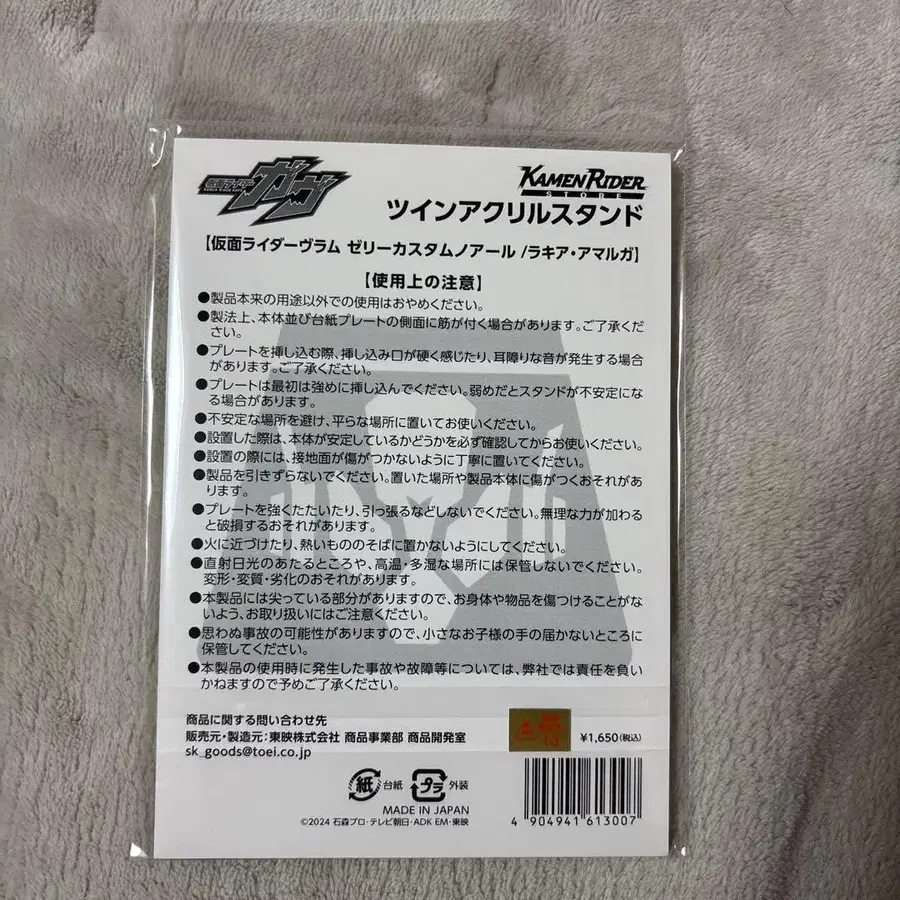 仮面ライダー
KAMEN RIDER GAVV
ガヴ
KAMEN RIDER
STORE
ツインアクリルスタンド
【仮面ライダーヴラム ゼリーカスタムノアール /ラキア・アマルガ】
【使用上の注意】
●製品本来の用途以外での使用はおやめください。
●製法上、本体並び台紙プレートの側面に筋が付く場合があります。ご了承くだ
さい。
●プレートを挿し込む際、挿し込み口が硬く感じたり、耳障りな音が発生する場合
があります。ご了承ください。
●プレートは最初は強めに挿し込んでください。弱めだとスタンドが不安定にな
る場合があります。
●不安定な場所を避け、平らな場所に置いてお使いください。
●設置した際は、本体が安定しているかどうかを必ず確認してからお使いください。
●設置の際には、接地面が傷がつかないように丁寧に置いてください。
●製品を引きずらないでください。置いた場所や製品本体に傷がつくおそれがあ
ります。
●プレートを強くたたいたり、引っ張るなどしないでください。無理な力が加わる
と破損するおそれがあります。
●火に近づけたり、熱いもののそばに置かないようにしてください。
●直射日光のあたるところや、高温・多湿な場所には保管しないでください。
変形・変質・劣化のおそれがあります。
●本製品には尖っている部分がありますので、お身体や物品を傷つけることがな
いよう、お取り扱いにはご注意ください。
●思わぬ事故の可能性がありますので、小さなお子様の手の届かないところに
保管してください。
●本製品の使用時に発生した事故や故障等については、弊社では責任を負い
かねますので予めご了承ください。
商品に関する問い合わせ先
販売元・製造元:東映株式会社 商品事業部 商品開発室
sk_goods@toei.co.jp
¥1,650(税込)
紙 台紙 プラ 外装
MADE IN JAPAN
©2024 石森プロ・テレビ朝日・ADK EM・東映
4 904941 613007